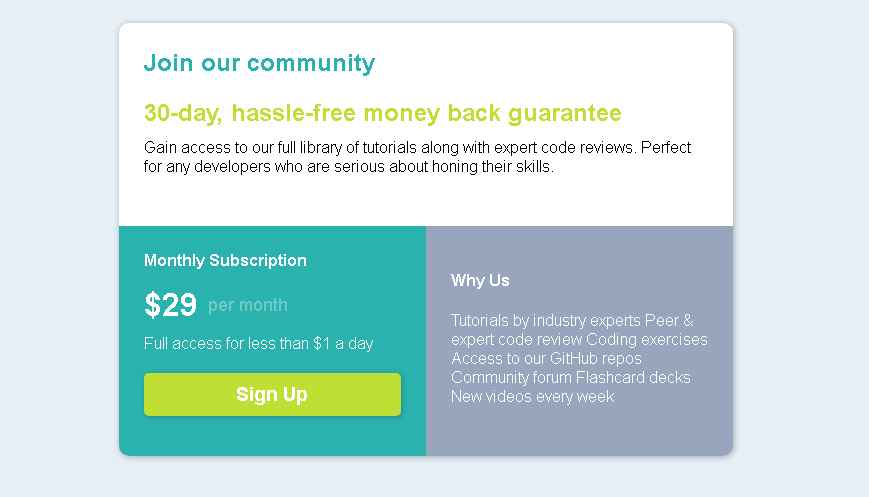 Join our community
30-day, hassle-free money back guarantee
Gain access to our full library of tutorials along with expert code reviews. Perfect
for any developers who are serious about honing their skills.
Monthly Subscription
$29 per month
Full access for less than $1 a day
Sign Up
Why Us
Tutorials by industry experts Peer &
expert code review Coding exercises
Access to our GitHub repos
Community forum Flashcard decks
New videos every week